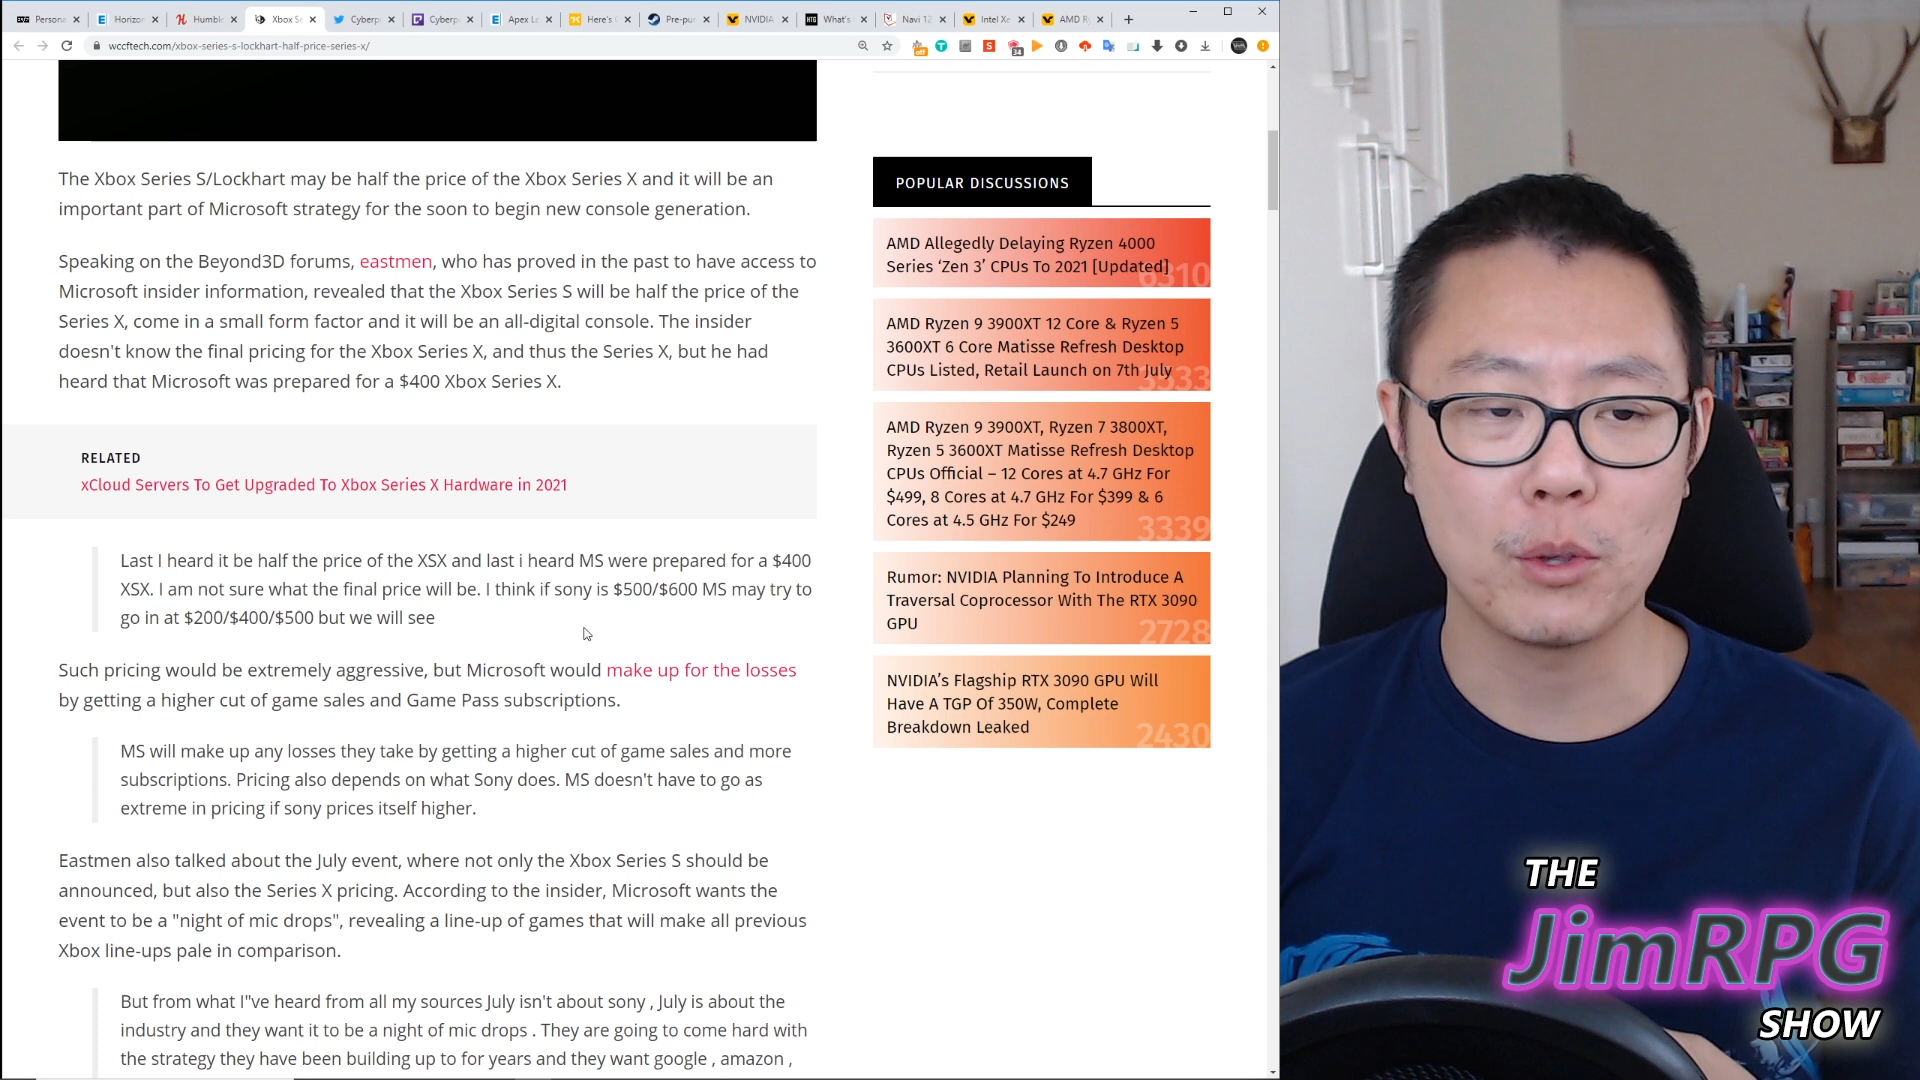 Persona
Horizon
Humble
Xbox Se
Cyberp
Cyberp
Apex Le
Here's
Pre-pu
NVIDIA
What's
Navi 12
Intel Xe
AMD R
wccftech.com/xbox-series-s-lockhart-half-price-series-x/
The Xbox Series S/Lockhart may be half the price of the Xbox Series X and it will be an
important part of Microsoft strategy for the soon to begin new console generation.
Speaking on the Beyond3D forums, eastmen, who has proved in the past to have access to
Microsoft insider information, revealed that the Xbox Series S will be half the price of the
Series X, come in a small form factor and it will be an all-digital console. The insider
doesn't know the final pricing for the Xbox Series X, and thus the Series X, but he had
heard that Microsoft was prepared for a $400 Xbox Series X.
RELATED
xCloud Servers To Get Upgraded To Xbox Series X Hardware in 2021
Last I heard it be half the price of the XSX and last i heard MS were prepared for a $400
XSX. I am not sure what the final price will be. I think if sony is $500/$600 MS may try to
go in at $200/$400/$500 but we will see
Such pricing would be extremely aggressive, but Microsoft would make up for the losses
by getting a higher cut of game sales and Game Pass subscriptions.
MS will make up any losses they take by getting a higher cut of game sales and more
subscriptions. Pricing also depends on what Sony does. MS doesn't have to go as
extreme in pricing if sony prices itself higher.
Eastmen also talked about the July event, where not only the Xbox Series S should be
announced, but also the Series X pricing. According to the insider, Microsoft wants the
event to be a "night of mic drops", revealing a line-up of games that will make all previous
Xbox line-ups pale in comparison.
But from what I"ve heard from all my sources July isn't about sony , July is about the
industry and they want it to be a night of mic drops . They are going to come hard with
the strategy they have been building up to for years and they want google , amazon ,
POPULAR DISCUSSIONS
AMD Allegedly Delaying Ryzen 4000
Series ‘Zen 3’ CPUs To 2021 [Updated]
6310
AMD Ryzen 9 3900XT 12 Core & Ryzen 5
3600XT 6 Core Matisse Refresh Desktop
CPUs Listed, Retail Launch on 7th July
3533
AMD Ryzen 9 3900XT, Ryzen 7 3800XT,
Ryzen 5 3600XT Matisse Refresh Desktop
CPUs Official – 12 Cores at 4.7 GHz For
$499, 8 Cores at 4.7 GHz For $399 & 6
Cores at 4.5 GHz For $249
3339
Rumor: NVIDIA Planning To Introduce A
Traversal Coprocessor With The RTX 3090
GPU
2728
NVIDIA’s Flagship RTX 3090 GPU Will
Have A TGP Of 350W, Complete
Breakdown Leaked
2430
THE
JimRPG
SHOW